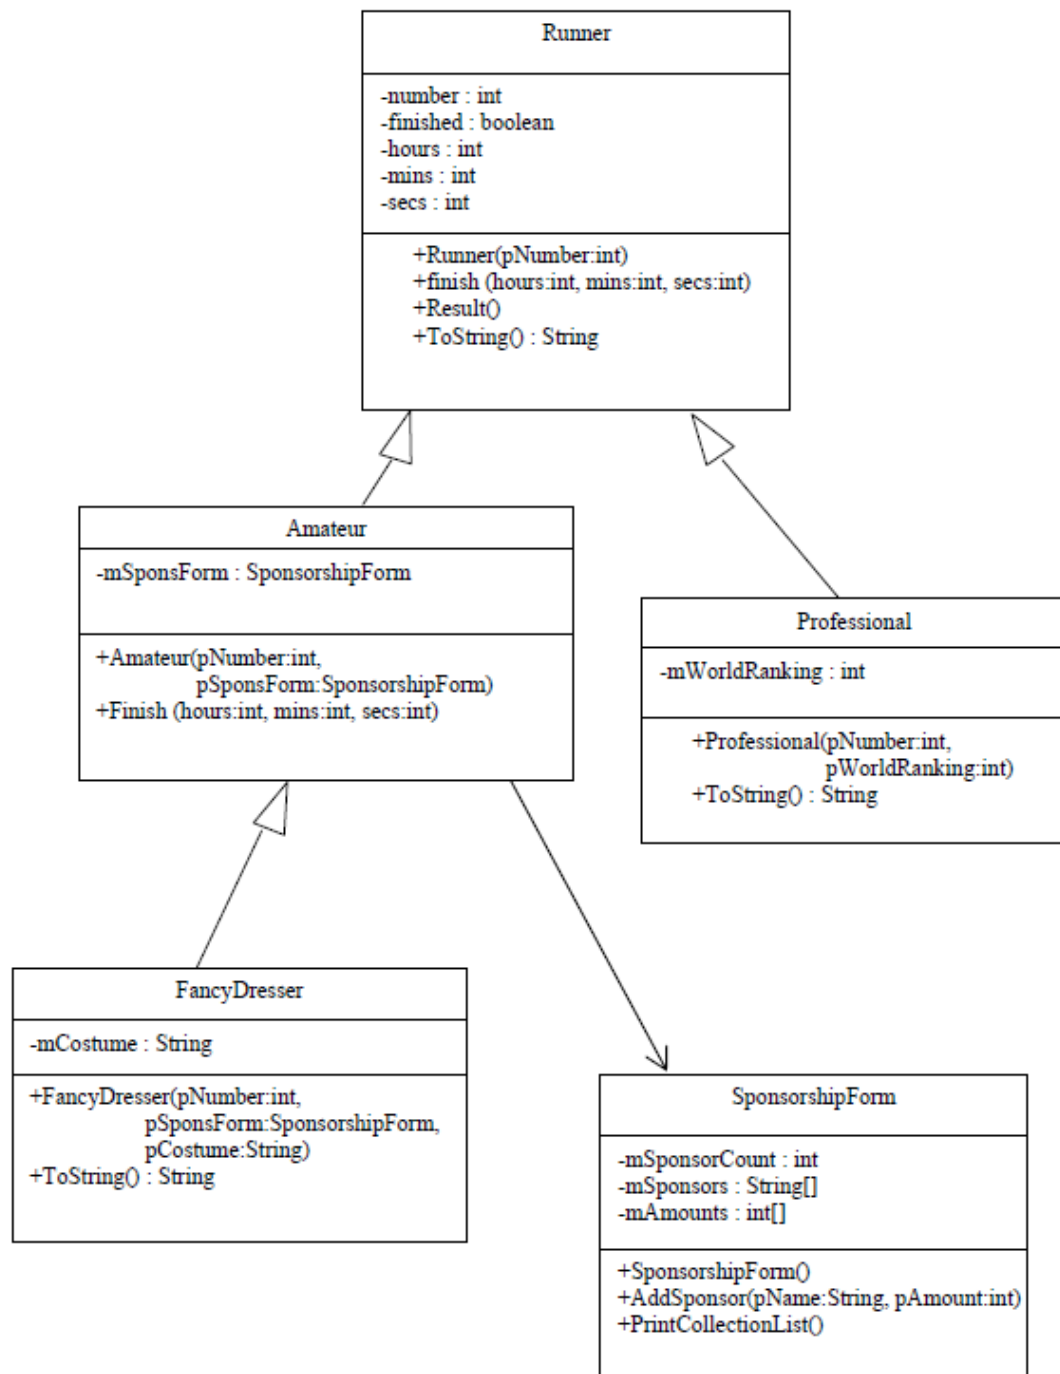 Runner
-number : int
-finished : boolean
-hours : int
-mins : int
-secs : int
+Runner(pNumber:int)
+finish (hours:int, mins:int, secs:int)
+Result()
+ToString() : String
Amateur
-mSponsForm : SponsorshipForm
+Amateur(pNumber:int,
pSponsForm:SponsorshipForm)
+Finish (hours:int, mins:int, secs:int)
Professional
-mWorldRanking : int
+Professional(pNumber:int,
pWorldRanking:int)
+ToString() : String
FancyDresser
-mCostume : String
+FancyDresser(pNumber:int,
pSponsForm:SponsorshipForm,
pCostume:String)
+ToString() : String
SponsorshipForm
-mSponsorCount : int
-mSponsors : String[]
-mAmounts : int[]
+SponsorshipForm()
+AddSponsor(pName:String, pAmount:int)
+PrintCollectionList()